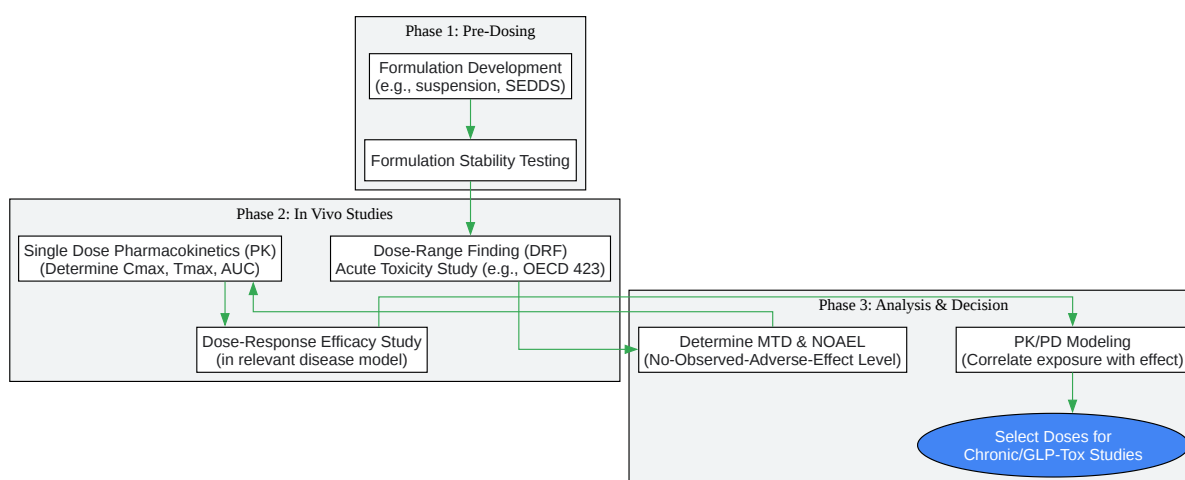 Phase 1: Pre-Dosing
Formulation Development
(e.g., suspension, SEDDS)
Formulation Stability Testing
Phase 2: In Vivo Studies
Single Dose Pharmacokinetics (PK)
(Determine Cmax, Tmax, AUC)
Dose-Range Finding (DRF)
Acute Toxicity Study (e.g., OECD 423)
Dose-Response Efficacy Study
(in relevant disease model)
Phase 3: Analysis & Decision
Determine MTD & NOAEL
(No-Observed-Adverse-Effect Level)
PK/PD Modeling
(Correlate exposure with effect)
Select Doses for
Chronic/GLP-Tox Studies